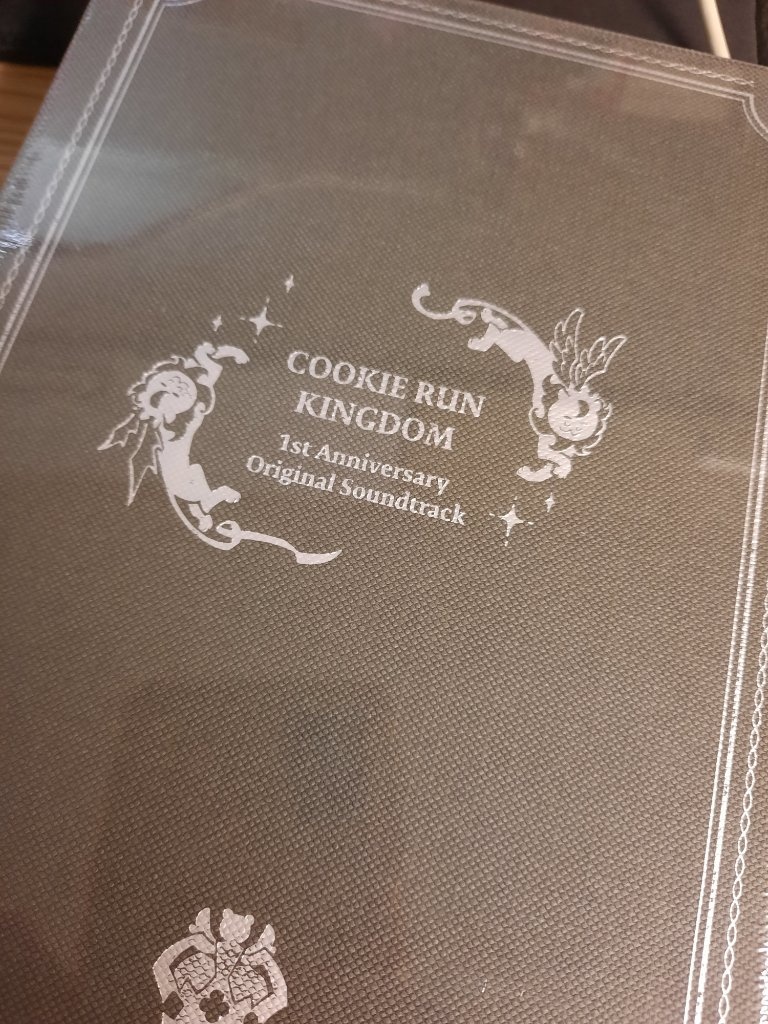 COOKIE RUN
KINGDOM
1st Anniversary
Original Soundtrack